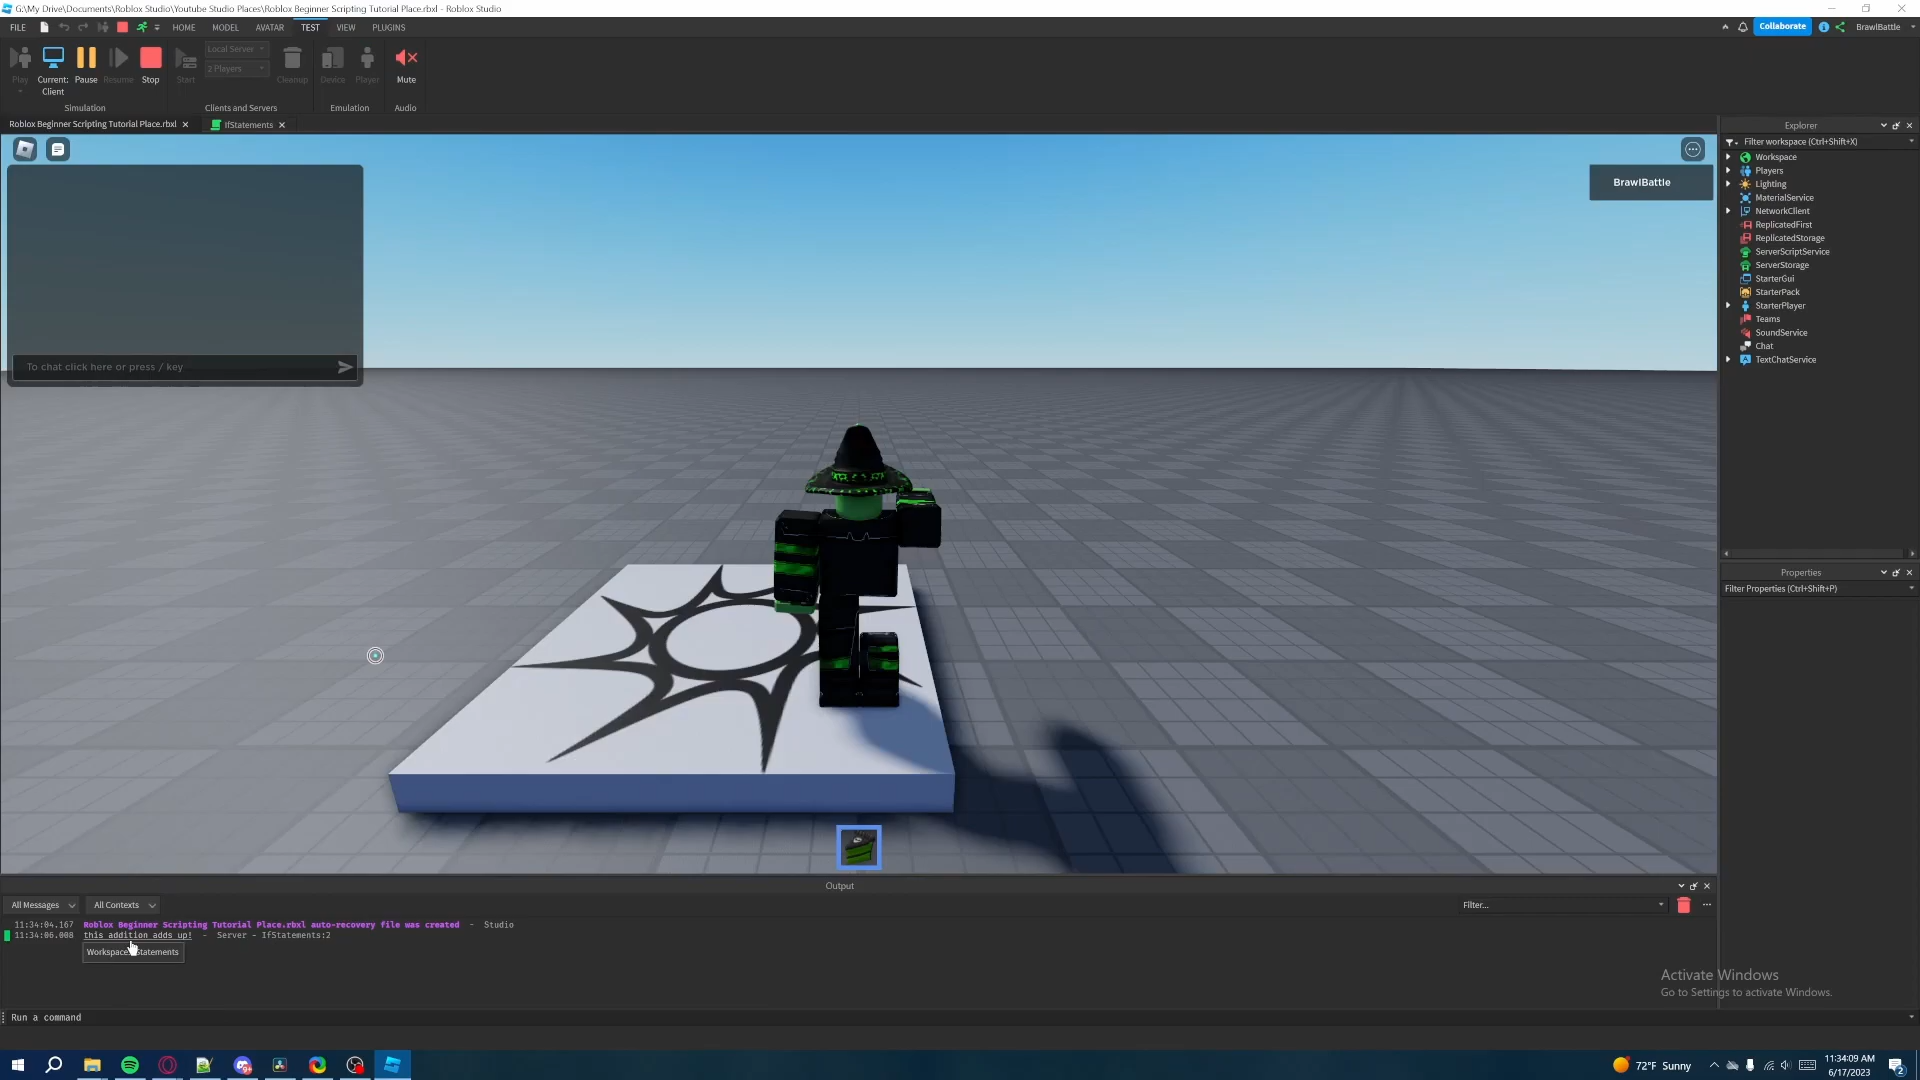 G:\My Drive\Documents\Roblox Studio\Youtube Studio Places\Roblox Beginner Scripting Tutorial Place.rbxl - Roblox Studio
FILE HOME MODEL AVATAR TEST VIEW PLUGINS
Collaborate
BrawlBattle
Play
Current:
Client
Pause
Resume
Stop
Start
Local Server
2 Players
Cleanup
Device
Player
Mute
Simulation
Clients and Servers
Emulation
Audio
Roblox Beginner Scripting Tutorial Place.rbxl
IfStatements
To chat click here or press / key
BrawlBattle
Explorer
Filter workspace (Ctrl+Shift+X)
Workspace
Players
Lighting
MaterialService
NetworkClient
ReplicatedFirst
ReplicatedStorage
ServerScriptService
ServerStorage
StarterGui
StarterPack
StarterPlayer
Teams
SoundService
Chat
TextChatService
Properties
Filter Properties (Ctrl+Shift+P)
Output
All Messages
All Contexts
Filter...
11:34:04.167 Roblox Beginner Scripting Tutorial Place.rbxl auto-recovery file was created - Studio
11:34:06.008 this addition adds up! - Server - IfStatements:2
Activate Windows
Go to Settings to activate Windows.
Run a command
72°F Sunny
11:34:09 AM
6/17/2023
2